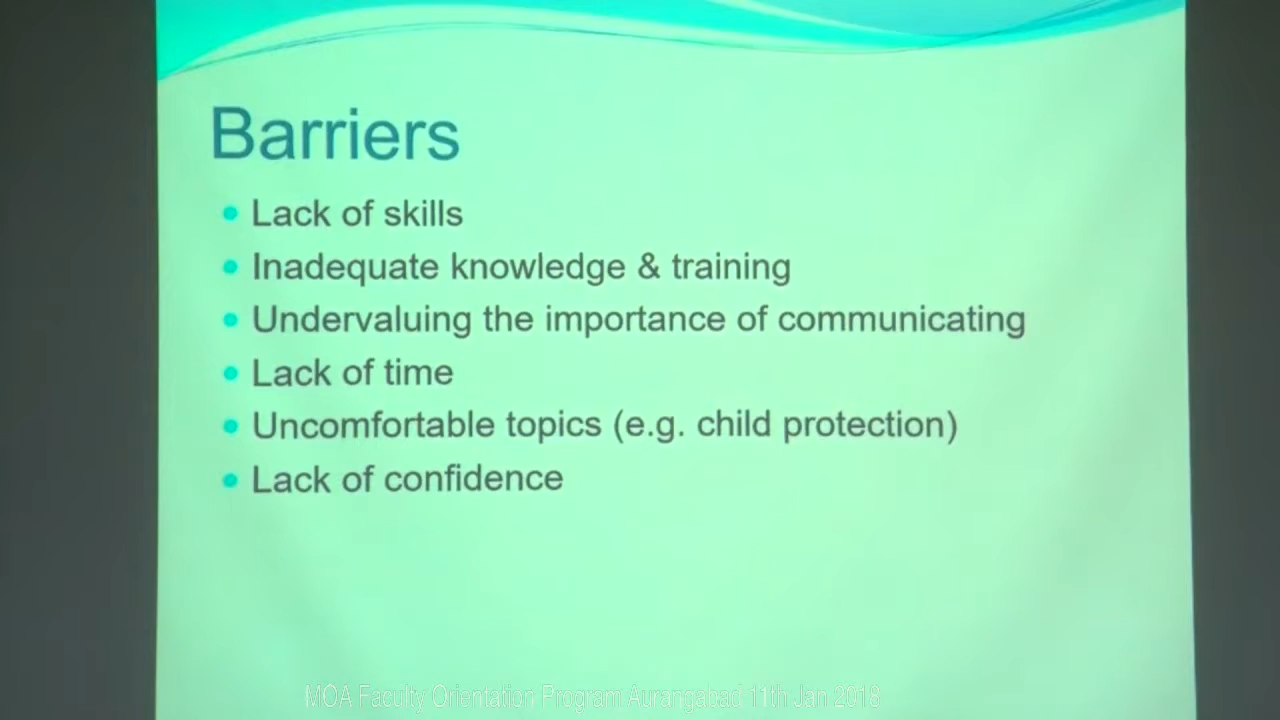 Barriers
Lack of skills
Inadequate knowledge & training
Undervaluing the importance of communicating
Lack of time
Uncomfortable topics (e.g. child protection)
Lack of confidence
MOA Faculty Orientation Program Aurangabad 11th Jan 2018